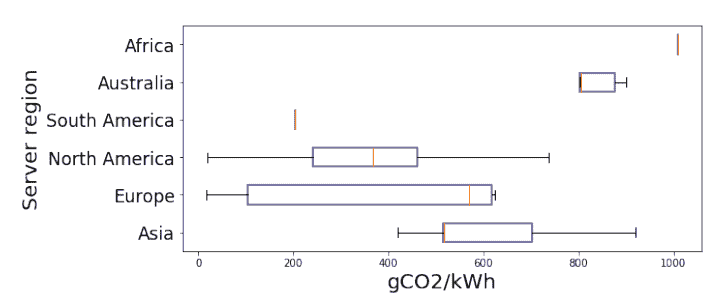 Africa
Australia
South America
North America
Europe
Asia
Server region
0 200 400 600 800 1000
gCO2/kWh